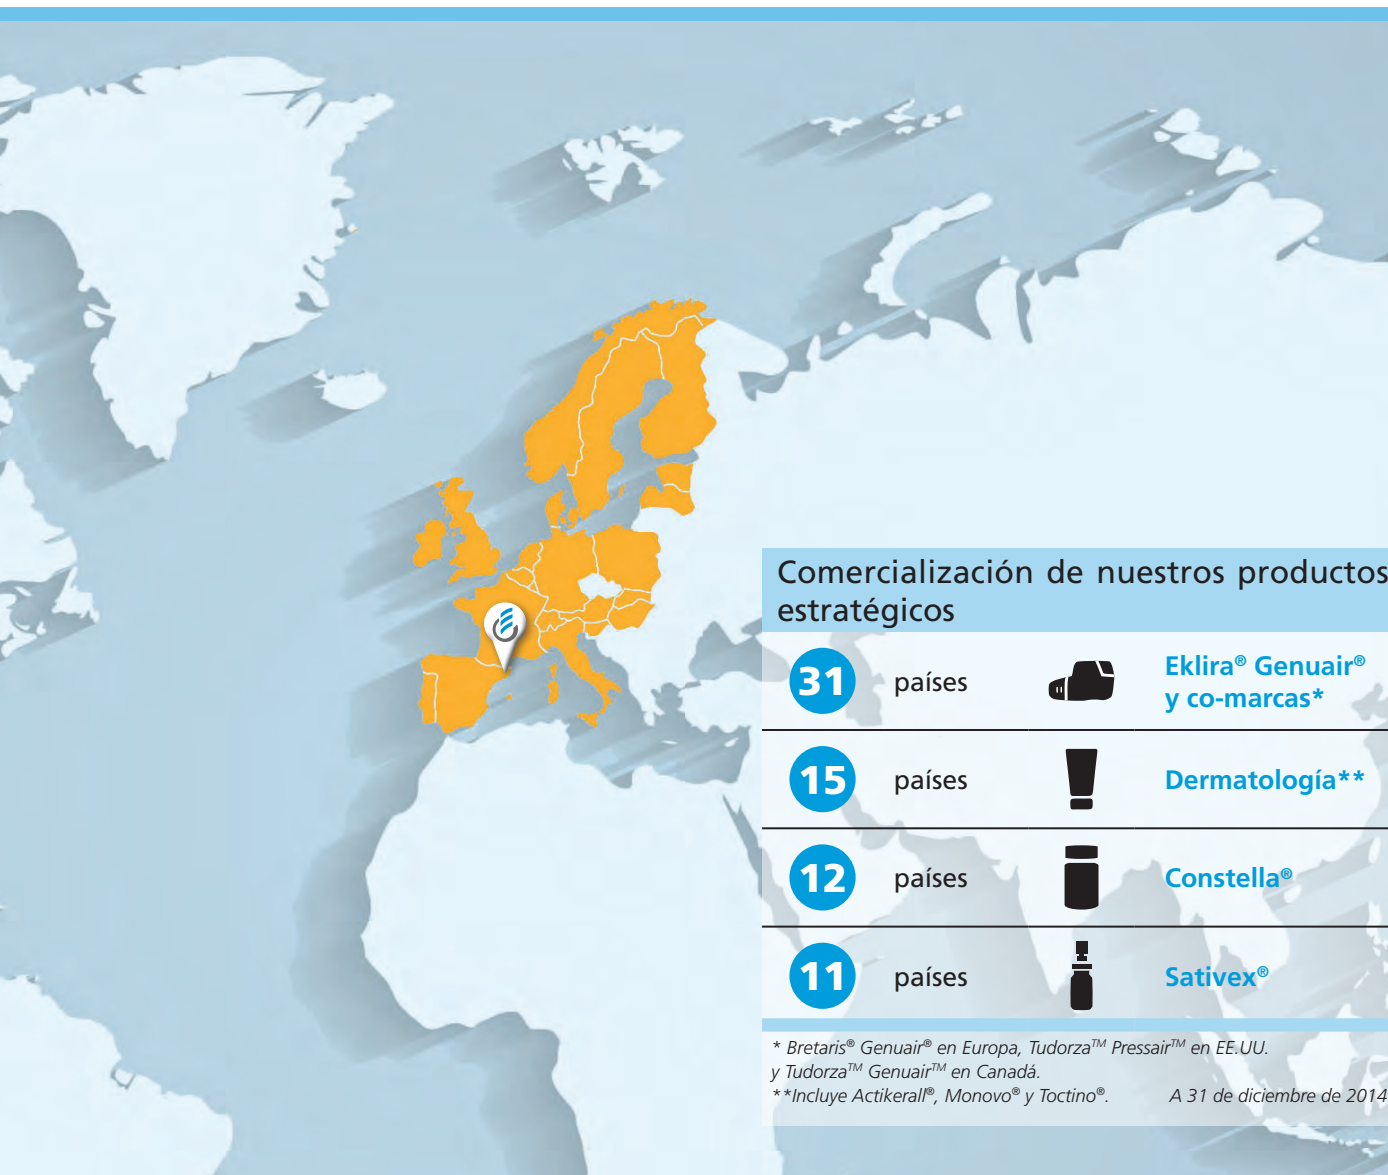 Comercialización de nuestros productos
estratégicos
31 países Eklira® Genuair®
y co-marcas*
15 países Dermatología**
12 países Constella®
11 países Sativex®
* Bretaris® Genuair® en Europa, Tudorza™ Pressair™ en EE.UU.
y Tudorza™ Genuair™ en Canadá.
**Incluye Actikerall®, Monovo® y Toctino®. A 31 de diciembre de 2014